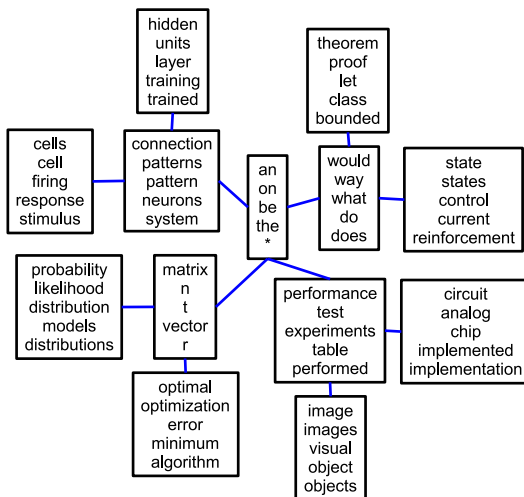 hidden
units
layer
training
trained
theorem
proof
let
class
bounded
cells
cell
firing
response
stimulus
connection
patterns
pattern
neurons
system
an
on
be
the
*
would
way
what
do
does
state
states
control
current
reinforcement
probability
likelihood
distribution
models
distributions
matrix
n
t
vector
r
performance
test
experiments
table
performed
circuit
analog
chip
implemented
implementation
optimal
optimization
error
minimum
algorithm
image
images
visual
object
objects